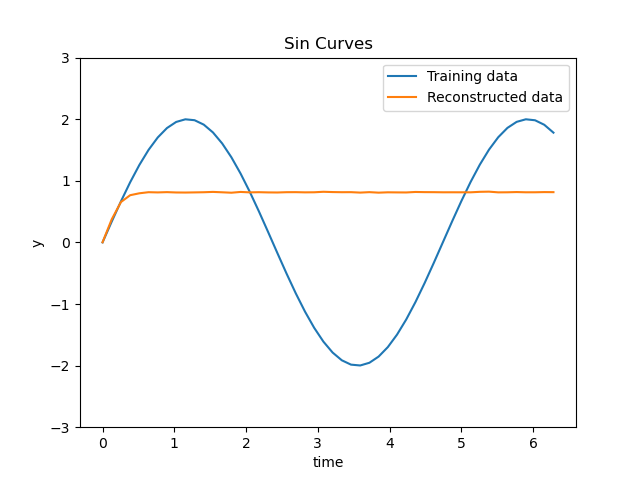 Sin Curves
Training data
Reconstructed data
3
2
1
0
−1
−2
−3
y
0 1 2 3 4 5 6
time